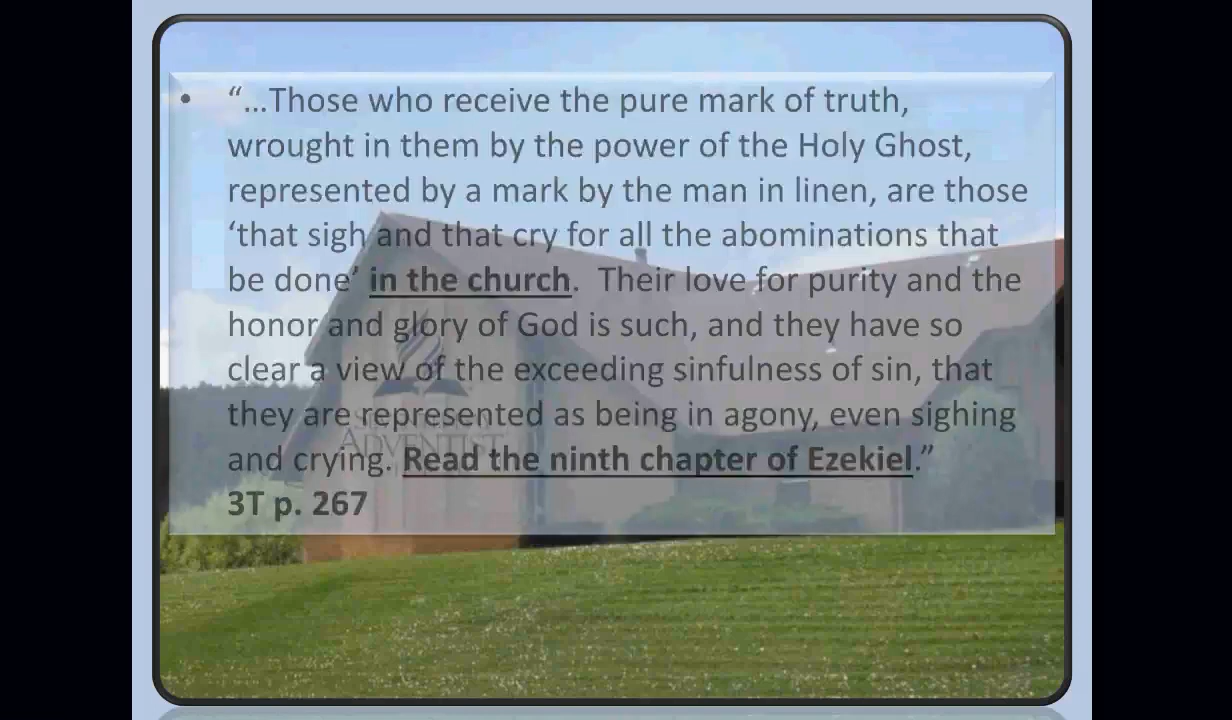 • “...Those who receive the pure mark of truth,
wrought in them by the power of the Holy Ghost,
represented by a mark by the man in linen, are those
‘that sigh and that cry for all the abominations that
be done’ in the church.  Their love for purity and the
honor and glory of God is such, and they have so
clear a view of the exceeding sinfulness of sin, that
they are represented as being in agony, even sighing
and crying. Read the ninth chapter of Ezekiel.”
3T p. 267
ADVENTIST